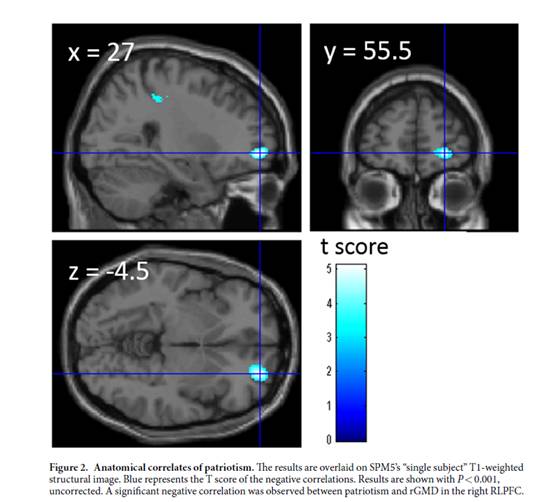 x = 27
y = 55.5
z = -4.5
t score
5
4
3
2
1
0
Figure 2. Anatomical correlates of patriotism. The results are overlaid on SPM5's "single subject" T1-weighted
structural image. Blue represents the T score of the negative correlations. Results are shown with P < 0.001,
uncorrected. A significant negative correlation was observed between patriotism and rGMD in the right RLPFC.